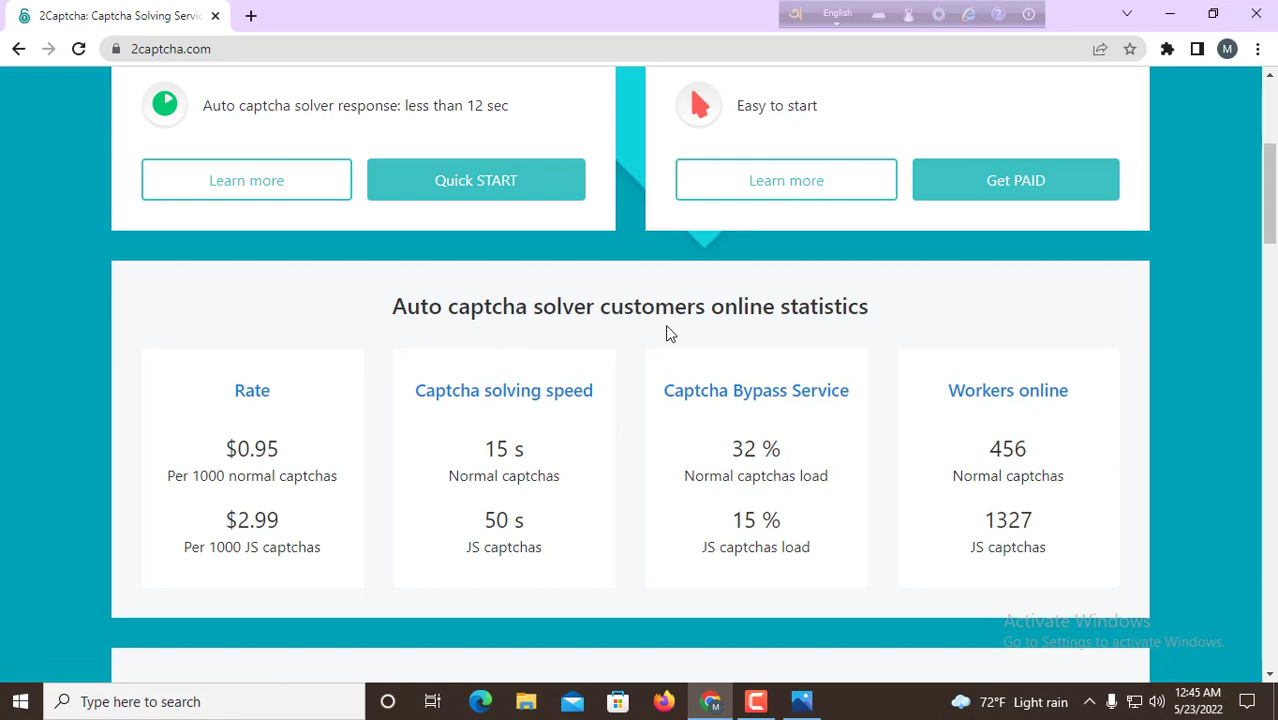 2Captcha: Captcha Solving Servic
English
2captcha.com
M
Auto captcha solver response: less than 12 sec
Easy to start
Learn more
Quick START
Learn more
Get PAID
Auto captcha solver customers online statistics
Rate
Captcha solving speed
Captcha Bypass Service
Workers online
$0.95
15 s
32 %
456
Per 1000 normal captchas
Normal captchas
Normal captchas load
Normal captchas
$2.99
50 s
15 %
1327
Per 1000 JS captchas
JS captchas
JS captchas load
JS captchas
Activate Windows
Go to Settings to activate Windows.
Type here to search
72°F Light rain
12:45 AM
5/23/2022